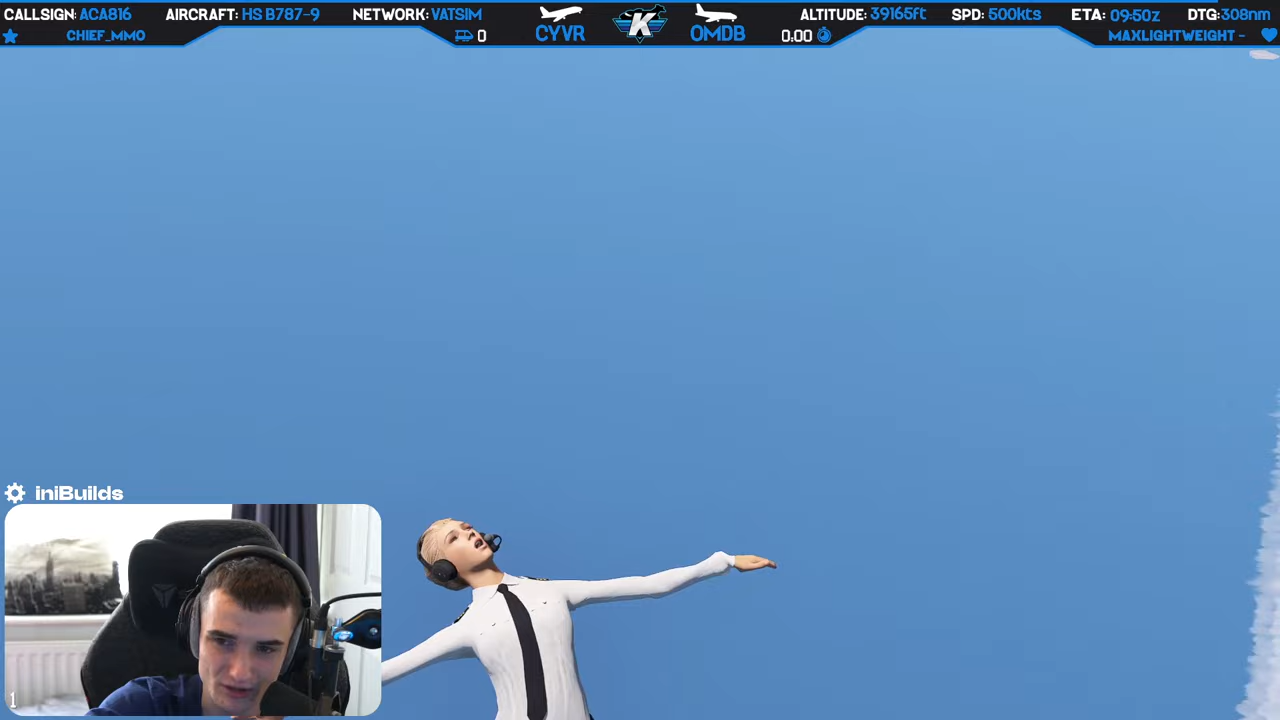 CALLSIGN: ACA816 AIRCRAFT: HS B787-9 NETWORK: VATSIM ALTITUDE: 39165ft SPD: 500kts ETA: 09:50z DTG: 308nm
CHIEF_MMO 0 CYVR K OMDB 0:00 MAXLIGHTWEIGHT -
iniBuilds
1